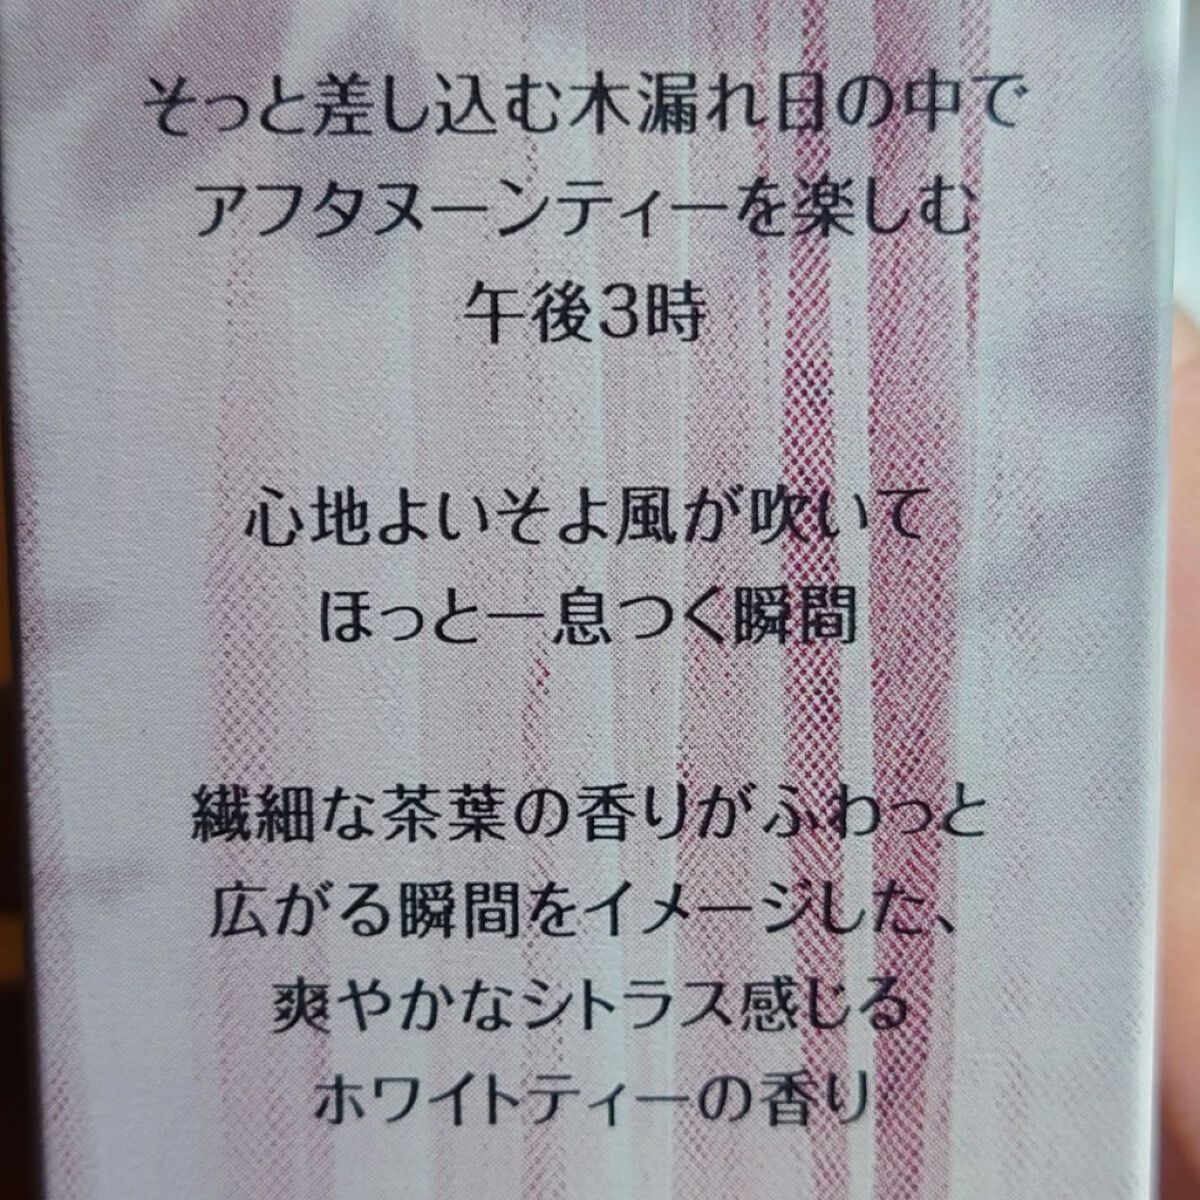 そっと差し込む木漏れ日の中で
アフタヌーンティーを楽しむ
午後3時
心地よいそよ風が吹いて
ほっと一息つく瞬間
繊細な茶葉の香りがふわっと
広がる瞬間をイメージした、
爽やかなシトラス感じる
ホワイトティーの香り